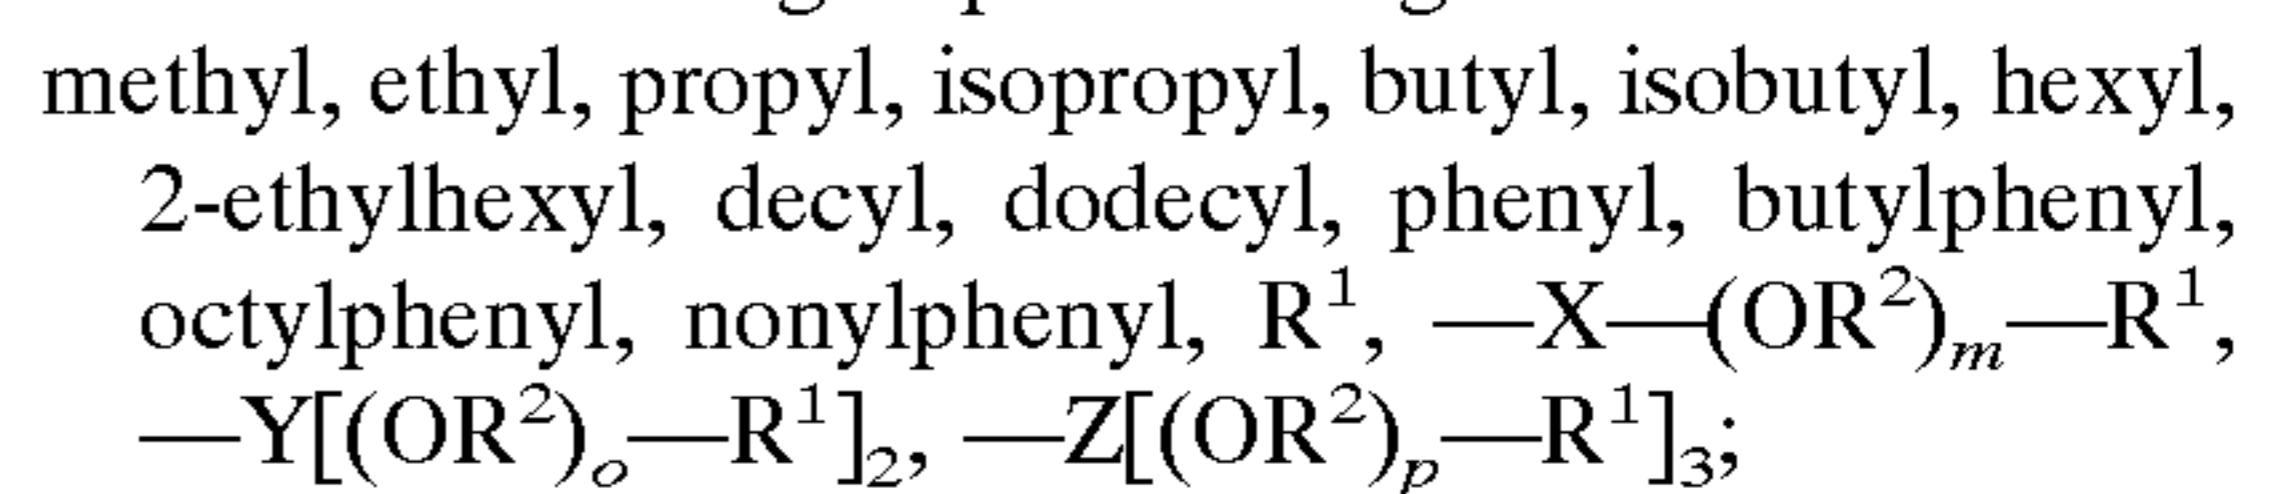 methyl, ethyl, propyl, isopropyl, butyl, isobutyl, hexyl,
2-ethylhexyl, decyl, dodecyl, phenyl, butylphenyl,
octylphenyl, nonylphenyl, R¹, —X—(OR²)ₘ—R¹,
—Y[(OR²)ₒ—R¹]₂, —Z[(OR²)ₚ—R¹]₃;